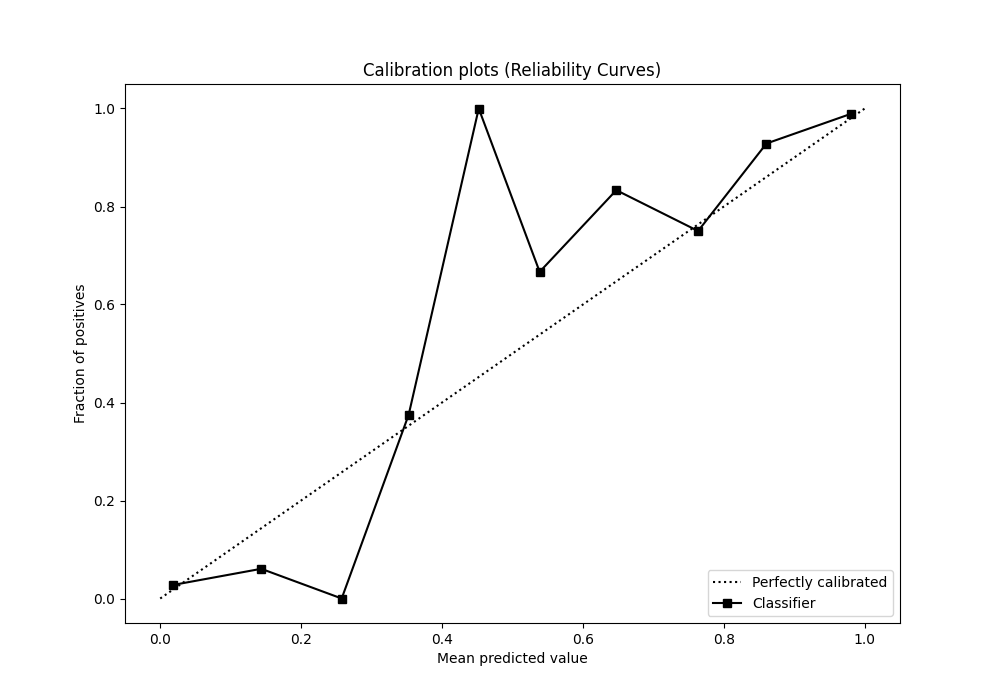 Calibration plots (Reliability Curves)
Fraction of positives
1.0
0.8
0.6
0.4
0.2
0.0
0.0 0.2 0.4 0.6 0.8 1.0
Mean predicted value
Perfectly calibrated
Classifier